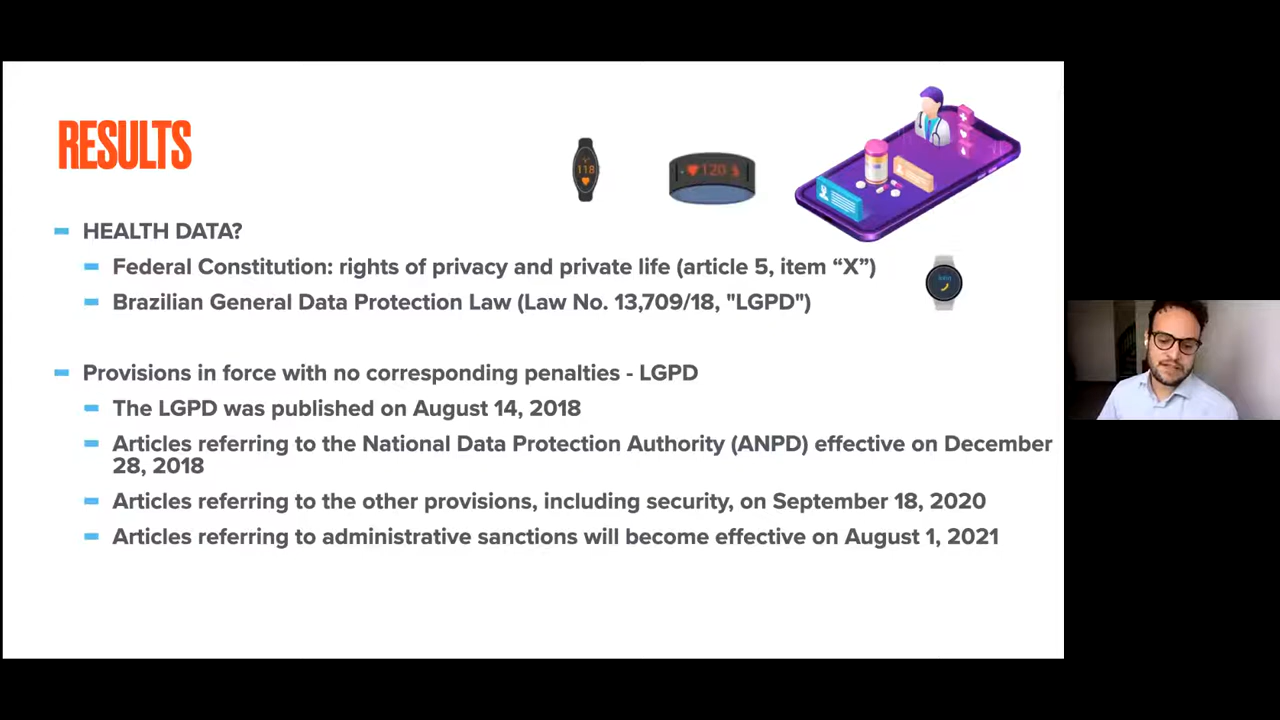 RESULTS
118
120
HEALTH DATA?
Federal Constitution: rights of privacy and private life (article 5, item “X”)
Brazilian General Data Protection Law (Law No. 13,709/18, "LGPD")
Provisions in force with no corresponding penalties - LGPD
The LGPD was published on August 14, 2018
Articles referring to the National Data Protection Authority (ANPD) effective on December
28, 2018
Articles referring to the other provisions, including security, on September 18, 2020
Articles referring to administrative sanctions will become effective on August 1, 2021